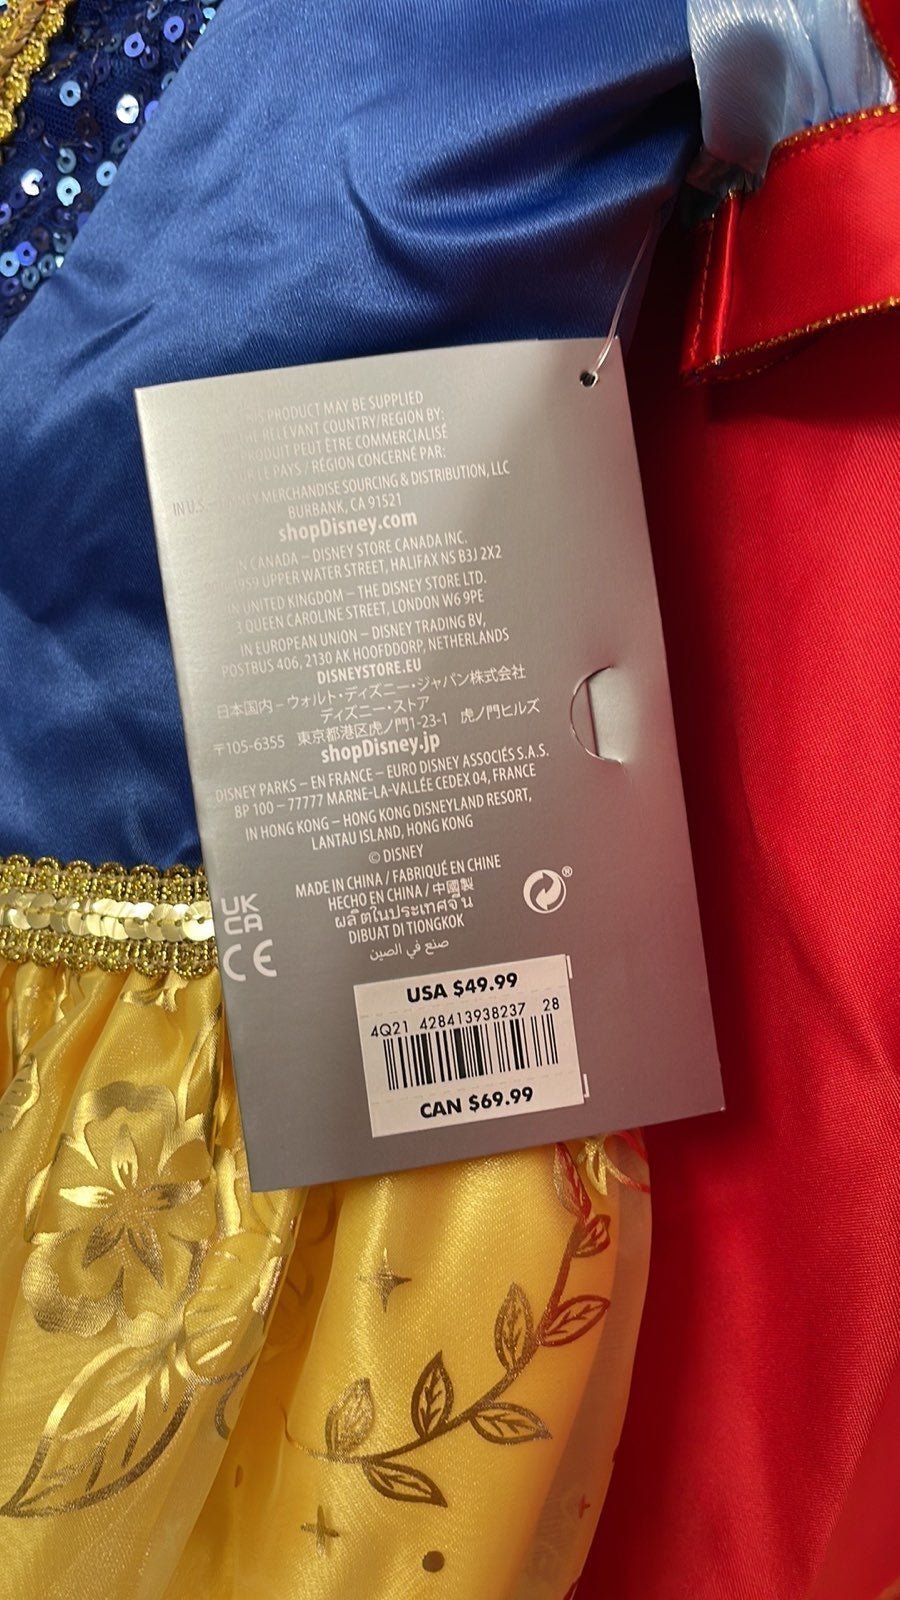 PRODUCT MAY BE SUPPLIED
RELEVANT COUNTRY/REGION BY:
PRODUIT PEUT ÊTRE COMMERCIALISÉ
LE PAYS / RÉGION CONCERNÉ PAR:
IN U.S. MERCHANDISE SOURCING & DISTRIBUTION, LLC
BURBANK, CA 91521
shopDisney.com
CANADA – DISNEY STORE CANADA INC.
UPPER WATER STREET, HALIFAX NS B3J 2X2
IN UNITED KINGDOM – THE DISNEY STORE LTD.
3 QUEEN CAROLINE STREET, LONDON W6 9PE
IN EUROPEAN UNION – DISNEY TRADING BV,
POSTBUS 406, 2130 AK HOOFDDORP, NETHERLANDS
DISNEYSTORE.EU
日本国内 – ウォルト・ディズニー・ジャパン株式会社
ディズニー・ストア
〒105-6355 東京都港区虎ノ門1-23-1 虎ノ門ヒルズ
shopDisney.jp
DISNEY PARKS – EN FRANCE – EURO DISNEY ASSOCIÉS S.A.S.
BP 100 – 77777 MARNE-LA-VALLÉE CEDEX 04, FRANCE
IN HONG KONG – HONG KONG DISNEYLAND RESORT,
LANTAU ISLAND, HONG KONG
© DISNEY
MADE IN CHINA / FABRIQUÉ EN CHINE
HECHO EN CHINA / 中國製
ผลิตในประเทศจีน
DIBUAT DI TIONGKOK
صنع في الصين
UK
CA
CE
®
USA $49.99
4Q21 428413938237 28
CAN $69.99